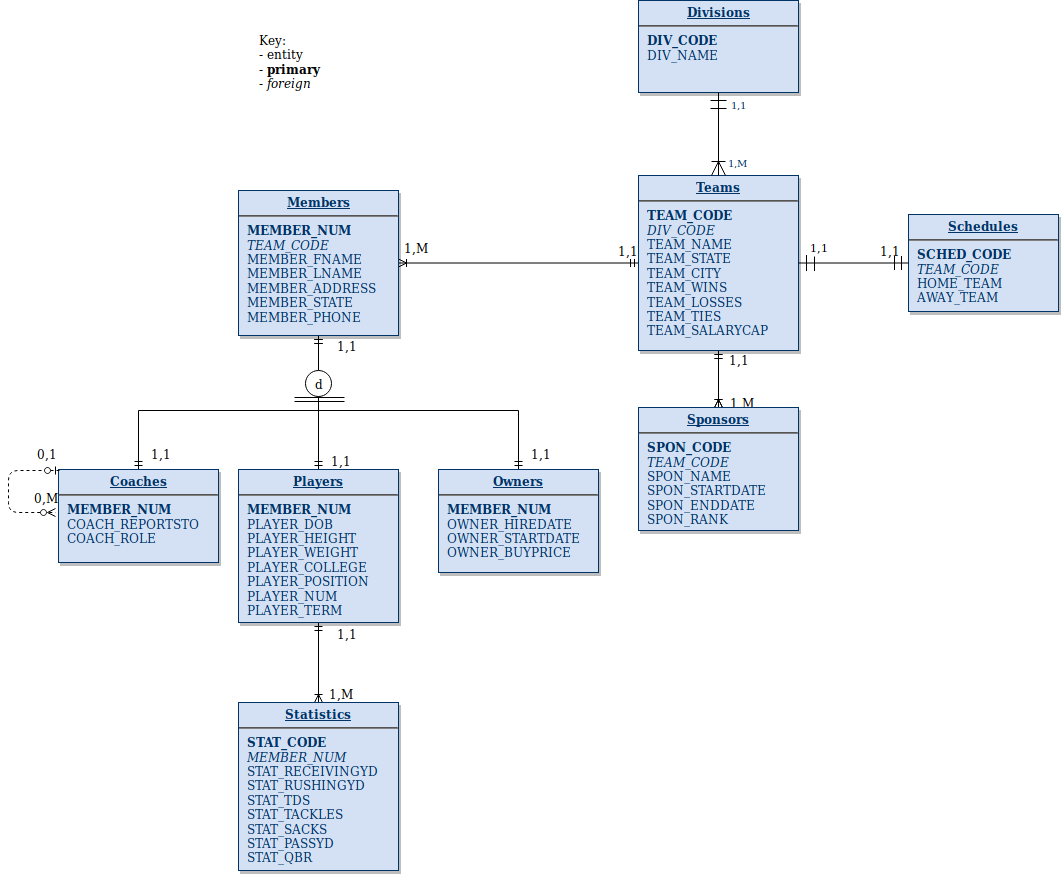 Divisions
DIV_CODE
DIV_NAME
Key:
- entity
- primary
- foreign
1,1
1,M
Teams
TEAM_CODE
DIV_CODE
TEAM_NAME
TEAM_STATE
TEAM_CITY
TEAM_WINS
TEAM_LOSSES
TEAM_TIES
TEAM_SALARYCAP
Members
MEMBER_NUM
TEAM_CODE
MEMBER_FNAME
MEMBER_LNAME
MEMBER_ADDRESS
MEMBER_STATE
MEMBER_PHONE
1,M
1,1
1,1
1,1
Schedules
SCHED_CODE
TEAM_CODE
HOME_TEAM
AWAY_TEAM
1,1
d
1,1
1,M
Sponsors
SPON_CODE
TEAM_CODE
SPON_NAME
SPON_STARTDATE
SPON_ENDDATE
SPON_RANK
0,1
0,M
1,1
1,1
1,1
Coaches
MEMBER_NUM
COACH_REPORTSTO
COACH_ROLE
Players
MEMBER_NUM
PLAYER_DOB
PLAYER_HEIGHT
PLAYER_WEIGHT
PLAYER_COLLEGE
PLAYER_POSITION
PLAYER_NUM
PLAYER_TERM
Owners
MEMBER_NUM
OWNER_HIREDATE
OWNER_STARTDATE
OWNER_BUYPRICE
1,1
1,M
Statistics
STAT_CODE
MEMBER_NUM
STAT_RECEIVINGYD
STAT_RUSHINGYD
STAT_TDS
STAT_TACKLES
STAT_SACKS
STAT_PASSYD
STAT_QBR